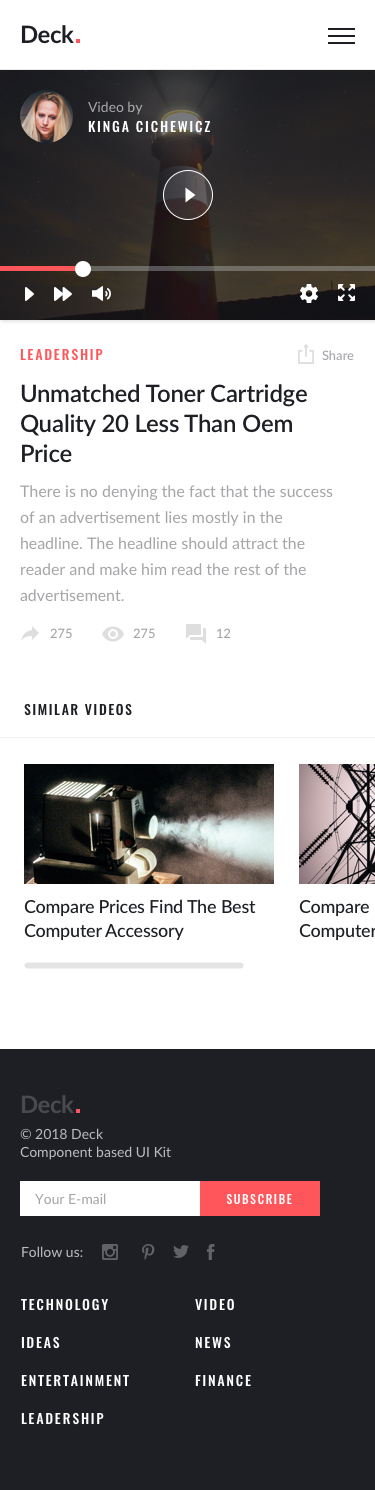 Deck.
Video by
KINGA CICHEWICZ
LEADERSHIP
Share
Unmatched Toner Cartridge
Quality 20 Less Than Oem
Price
There is no denying the fact that the success
of an advertisement lies mostly in the
headline. The headline should attract the
reader and make him read the rest of the
advertisement.
275 275 12
SIMILAR VIDEOS
Compare Prices Find The Best
Computer Accessory
Compare
Computer
Deck.
© 2018 Deck
Component based UI Kit
Your E-mail
SUBSCRIBE
Follow us:
TECHNOLOGY
VIDEO
IDEAS
NEWS
ENTERTAINMENT
FINANCE
LEADERSHIP